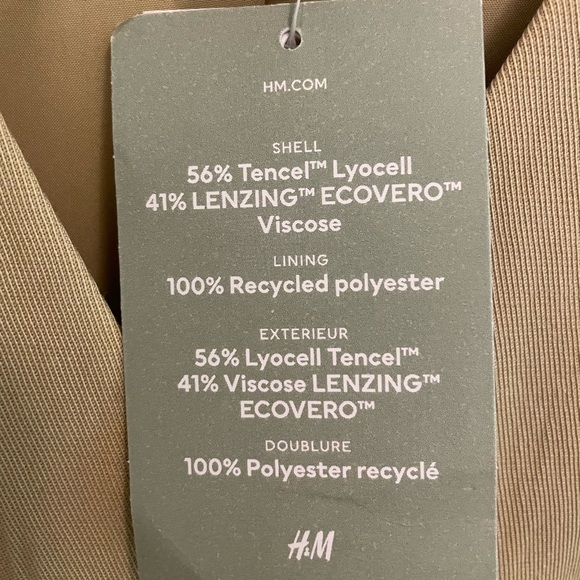 HM.COM
SHELL
56% Tencel™ Lyocell
41% LENZING™ ECOVERO™
Viscose
LINING
100% Recycled polyester
EXTERIEUR
56% Lyocell Tencel™
41% Viscose LENZING™
ECOVERO™
DOUBLURE
100% Polyester recyclé
H&M